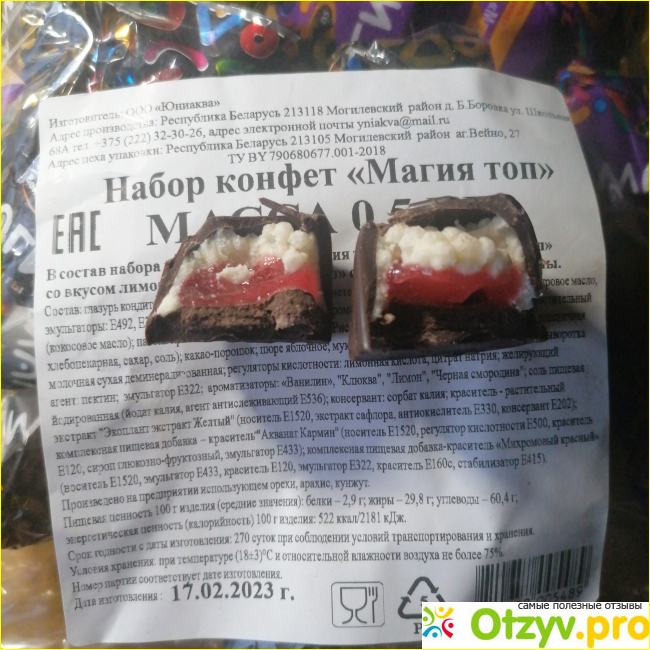 Изготовитель: ООО «Юниаква»
Адрес производства: Республика Беларусь 213118 Могилевский район д. Б.Боровка ул. Школьная
68А тел. +375 (222) 32-30-26, адрес электронной почты yniakva@mail.ru
Адрес цеха упаковки: Республика Беларусь 213105 Могилевский район аг.Вейно, 27
ТУ BY 790680677.001-2018
Набор конфет «Магия топ»
ЕАС МАССА 0,5
В состав набора
со вкусом лимо
Состав: глазурь кондит
эмульгаторы: Е492, Е
(кокосовое масло);
хлебопекарная, сахар, соль); какао-порошок; пюре яблочное;
молочная сухая деминерализованная; регуляторы кислотности: лимонная кислота, цитрат натрия; желирующий
агент: пектин; эмульгатор Е322; ароматизаторы: «Ванилин», "Клюква", "Лимон", "Черная смородина"; соль пищевая
йодированная (йодат калия, агент антислеживающий Е536); консервант: сорбат калия; краситель - растительный
экстракт "Экоплант экстракт Желтый" (носитель Е1520, экстракт сафлора, антиокислитель Е330, консервант Е202);
комплексная пищевая добавка – краситель "Акванат Кармин" (носитель Е1520, регулятор кислотности Е500, краситель
Е120, сироп глюкозно-фруктозный, эмульгатор Е433); комплексная пищевая добавка-краситель «Микромовый красный»
(носитель Е1520, эмульгатор Е433, краситель Е120, эмульгатор Е322, краситель Е160с, стабилизатор Е415).
Произведено на предприятии использующем орехи, арахис, кунжут.
Пищевая ценность 100 г изделия (средние значения): белки – 2,9 г; жиры – 29,8 г; углеводы – 60,4 г;
энергетическая ценность (калорийность) 100 г изделия: 522 ккал/2181 кДж.
Срок годности с даты изготовления: 270 суток при соблюдении условий транспортирования и хранения.
Условия хранения: при температуре (18±3)°С и относительной влажности воздуха не более 75%.
Номер партии соответствует дате изготовления.
Дата изготовления: 17.02.2023 г.
самые полезные отзывы
Otzyv.pro